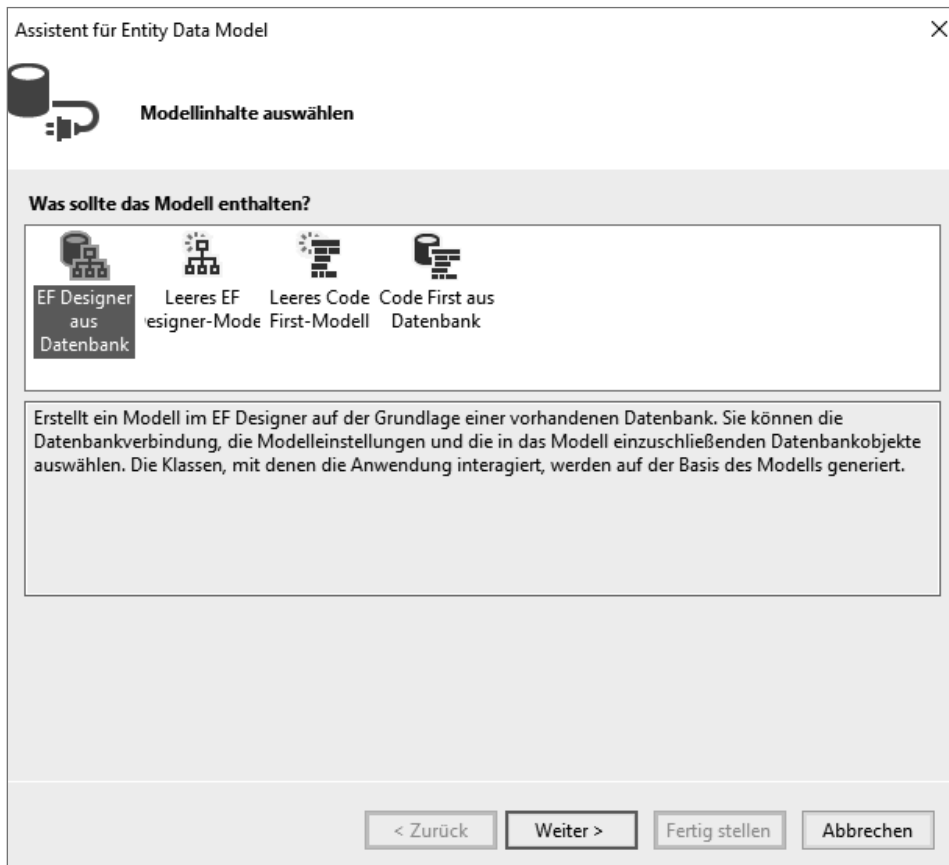 Assistent für Entity Data Model
Modellinhalte auswählen
Was sollte das Modell enthalten?
EF Designer
aus
Datenbank
Leeres EF
esigner-Mode
Leeres Code
First-Modell
Code First aus
Datenbank
Erstellt ein Modell im EF Designer auf der Grundlage einer vorhandenen Datenbank. Sie können die
Datenbankverbindung, die Modelleinstellungen und die in das Modell einzuschließenden Datenbankobjekte
auswählen. Die Klassen, mit denen die Anwendung interagiert, werden auf der Basis des Modells generiert.
< Zurück
Weiter >
Fertig stellen
Abbrechen